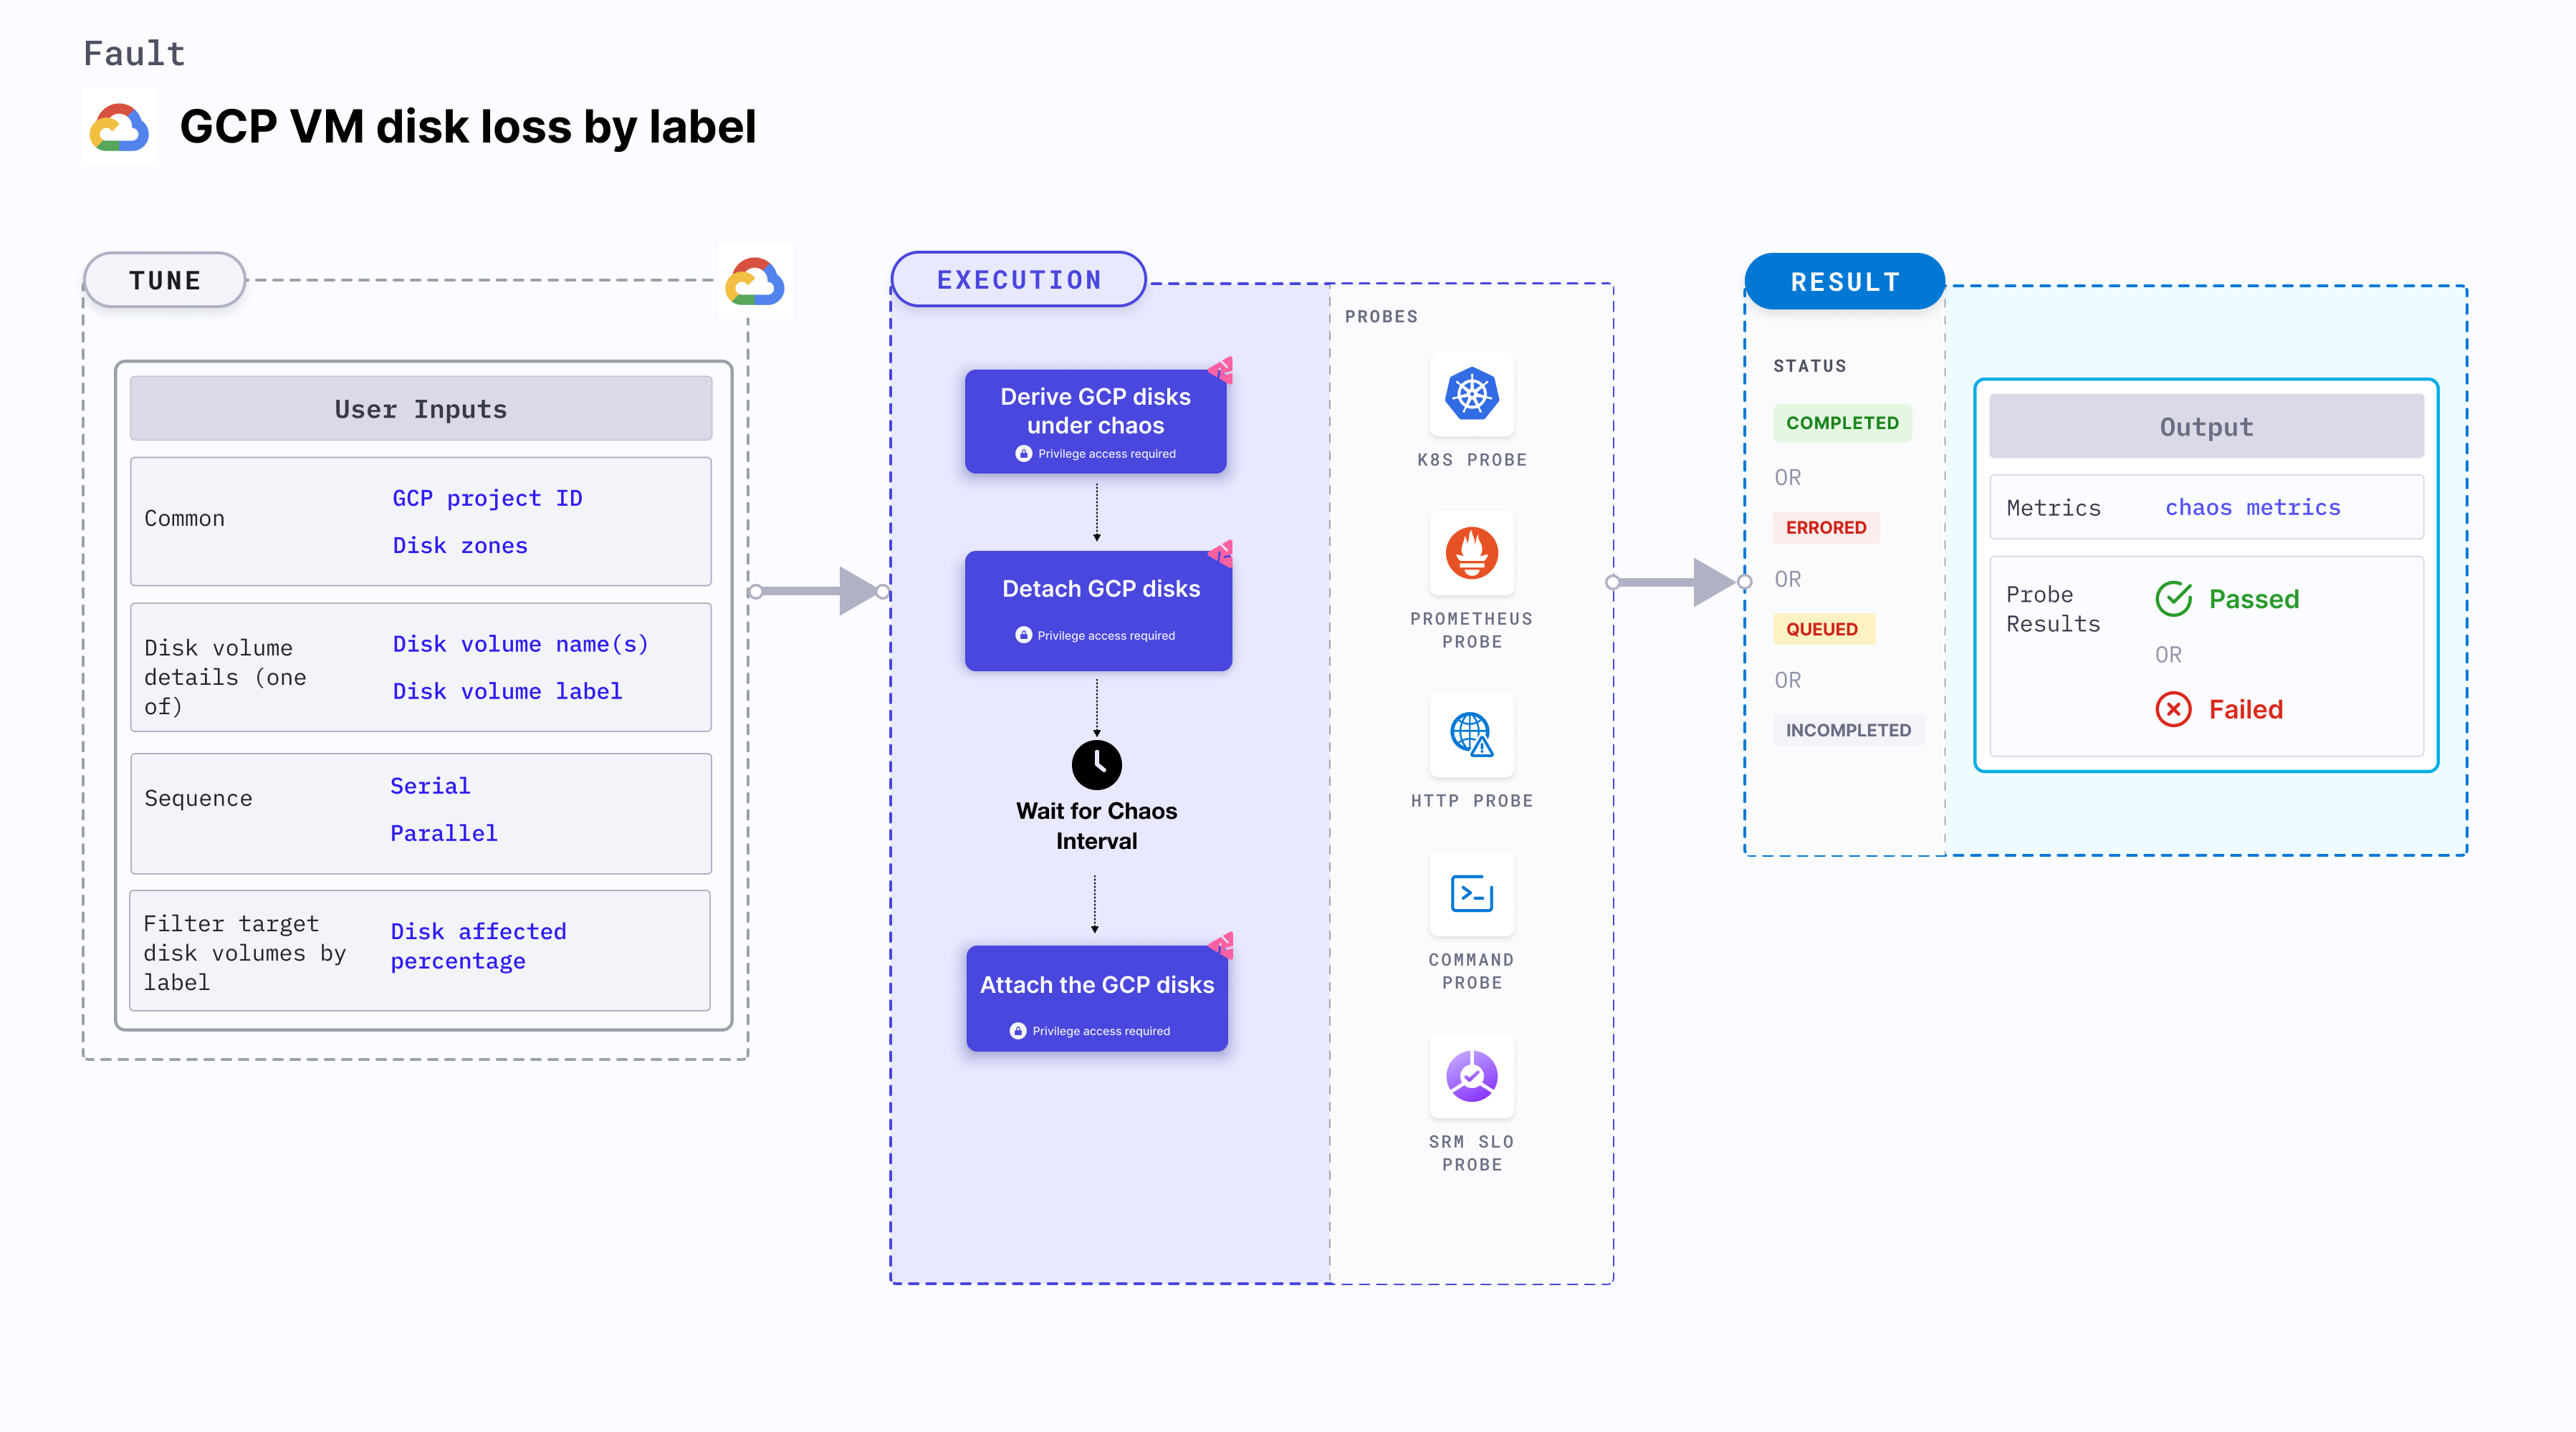 Fault
GCP VM disk loss by label
TUNE
User Inputs
Common
GCP project ID
Disk zones
Disk volume
details (one
of)
Disk volume name(s)
Disk volume label
Sequence
Serial
Parallel
Filter target
disk volumes by
label
Disk affected
percentage
EXECUTION
Derive GCP disks
under chaos
Privilege access required
Detach GCP disks
Privilege access required
Wait for Chaos
Interval
Attach the GCP disks
Privilege access required
PROBES
K8S PROBE
PROMETHEUS
PROBE
HTTP PROBE
COMMAND
PROBE
SRM SLO
PROBE
RESULT
STATUS
COMPLETED
OR
ERRORED
OR
QUEUED
OR
INCOMPLETED
Output
Metrics
chaos metrics
Probe
Results
Passed
OR
Failed